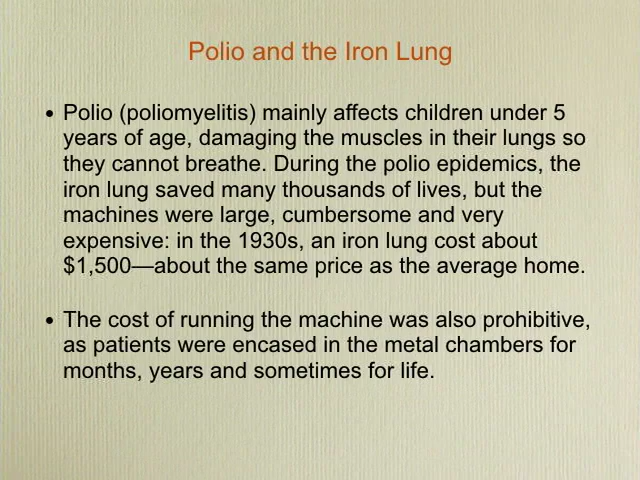 Polio and the Iron Lung
• Polio (poliomyelitis) mainly affects children under 5
years of age, damaging the muscles in their lungs so
they cannot breathe. During the polio epidemics, the
iron lung saved many thousands of lives, but the
machines were large, cumbersome and very
expensive: in the 1930s, an iron lung cost about
$1,500—about the same price as the average home.
• The cost of running the machine was also prohibitive,
as patients were encased in the metal chambers for
months, years and sometimes for life.